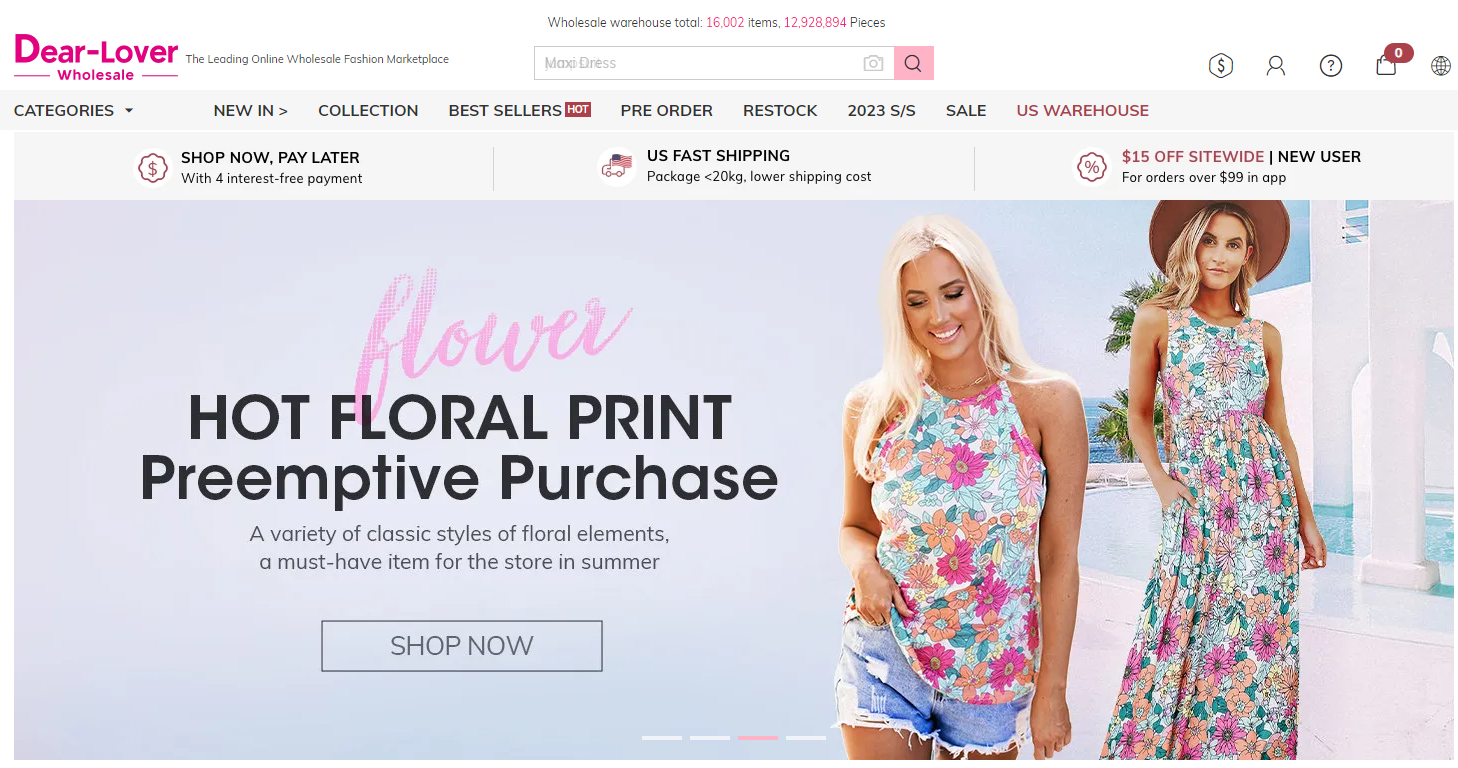 Wholesale warehouse total: 16,002 items, 12,928,894 Pieces
Dear-Lover
Wholesale
The Leading Online Wholesale Fashion Marketplace
Maxi Dress
$
?
0
CATEGORIES
NEW IN >
COLLECTION
BEST SELLERS HOT
PRE ORDER
RESTOCK
2023 S/S
SALE
US WAREHOUSE
$
SHOP NOW, PAY LATER
With 4 interest-free payment
US FAST SHIPPING
Package <20kg, lower shipping cost
%
$15 OFF SITEWIDE | NEW USER
For orders over $99 in app
flower
HOT FLORAL PRINT
Preemptive Purchase
A variety of classic styles of floral elements,
a must-have item for the store in summer
SHOP NOW